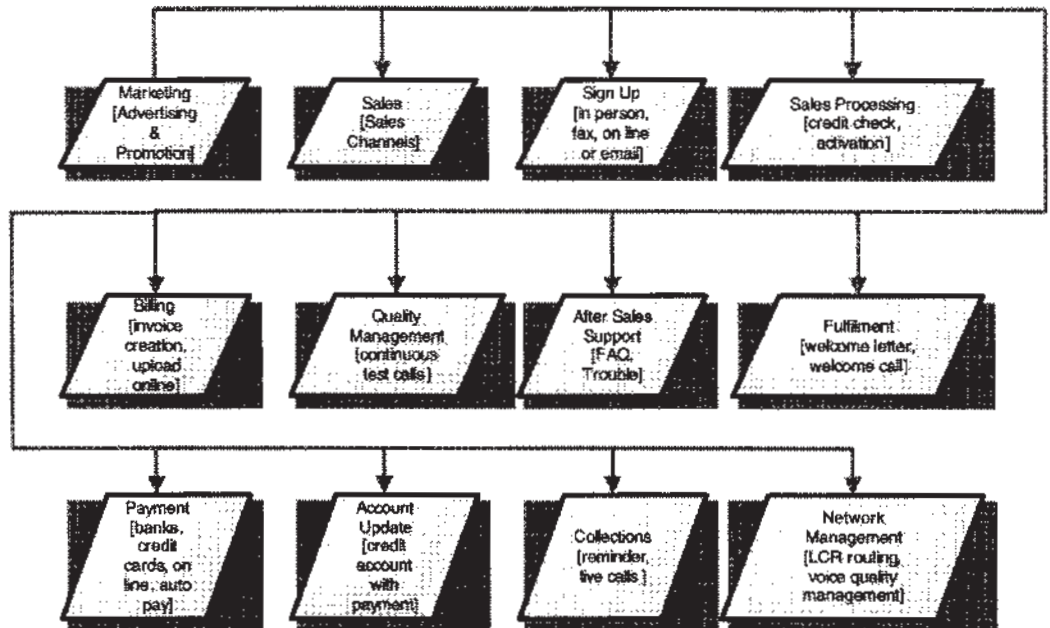 Marketing
[Advertising
&
Promotion]
Sales
[Sales
Channels]
Sign Up
[in person,
fax, on line
or email]
Sales Processing
[credit check,
activation]
Billing
[invoice
creation,
upload
online]
Quality
Management
[continuous
test calls]
After Sales
Support
[FAQ,
Trouble]
Fulfilment
[welcome letter,
welcome call]
Payment
[banks,
credit
cards, on
line, auto
pay]
Account
Update
[credit
account
with
payment]
Collections
[reminder,
live calls]
Network
Management
[LCR routing,
voice quality
management]